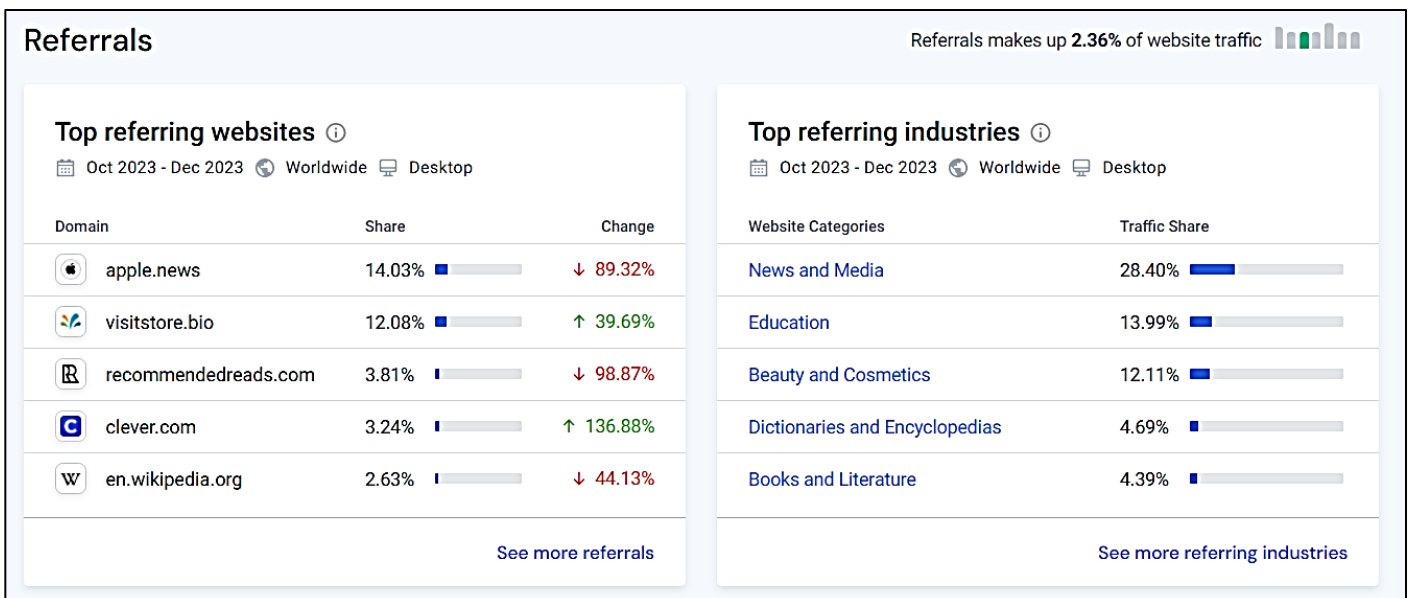 Referrals
Referrals makes up 2.36% of website traffic
Top referring websites
Oct 2023 - Dec 2023 Worldwide Desktop
Domain Share Change
apple.news 14.03% ↓ 89.32%
visitstore.bio 12.08% ↑ 39.69%
R recommendedreads.com 3.81% ↓ 98.87%
C clever.com 3.24% ↑ 136.88%
W en.wikipedia.org 2.63% ↓ 44.13%
See more referrals
Top referring industries
Oct 2023 - Dec 2023 Worldwide Desktop
Website Categories Traffic Share
News and Media 28.40%
Education 13.99%
Beauty and Cosmetics 12.11%
Dictionaries and Encyclopedias 4.69%
Books and Literature 4.39%
See more referring industries